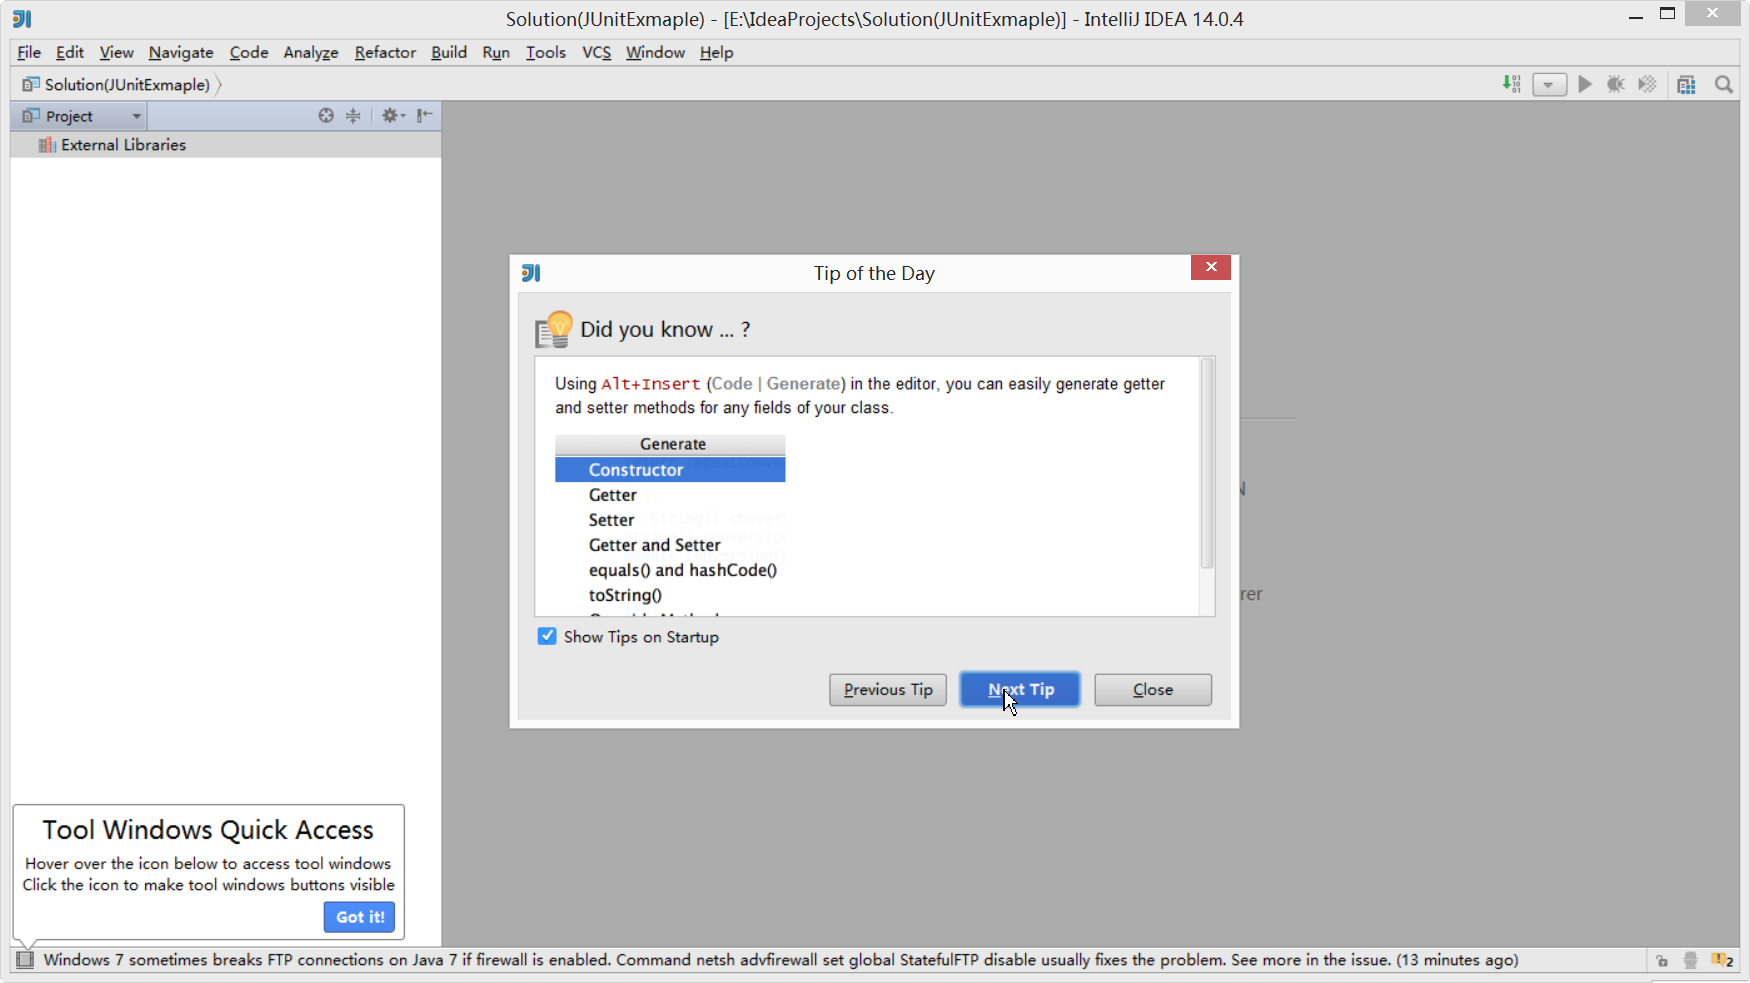 Solution(JUnitExmaple) - [E:\IdeaProjects\Solution(JUnitExmaple)] - IntelliJ IDEA 14.0.4
File Edit View Navigate Code Analyze Refactor Build Run Tools VCS Window Help
Solution(JUnitExmaple)
Project
External Libraries
Tip of the Day
Did you know ... ?
Using Alt+Insert (Code | Generate) in the editor, you can easily generate getter
and setter methods for any fields of your class.
Generate
Constructor
Getter
Setter
Getter and Setter
equals() and hashCode()
toString()
Show Tips on Startup
Previous Tip Next Tip Close
Tool Windows Quick Access
Hover over the icon below to access tool windows
Click the icon to make tool windows buttons visible
Got it!
Windows 7 sometimes breaks FTP connections on Java 7 if firewall is enabled. Command netsh advfirewall set global StatefulFTP disable usually fixes the problem. See more in the issue. (13 minutes ago)
2